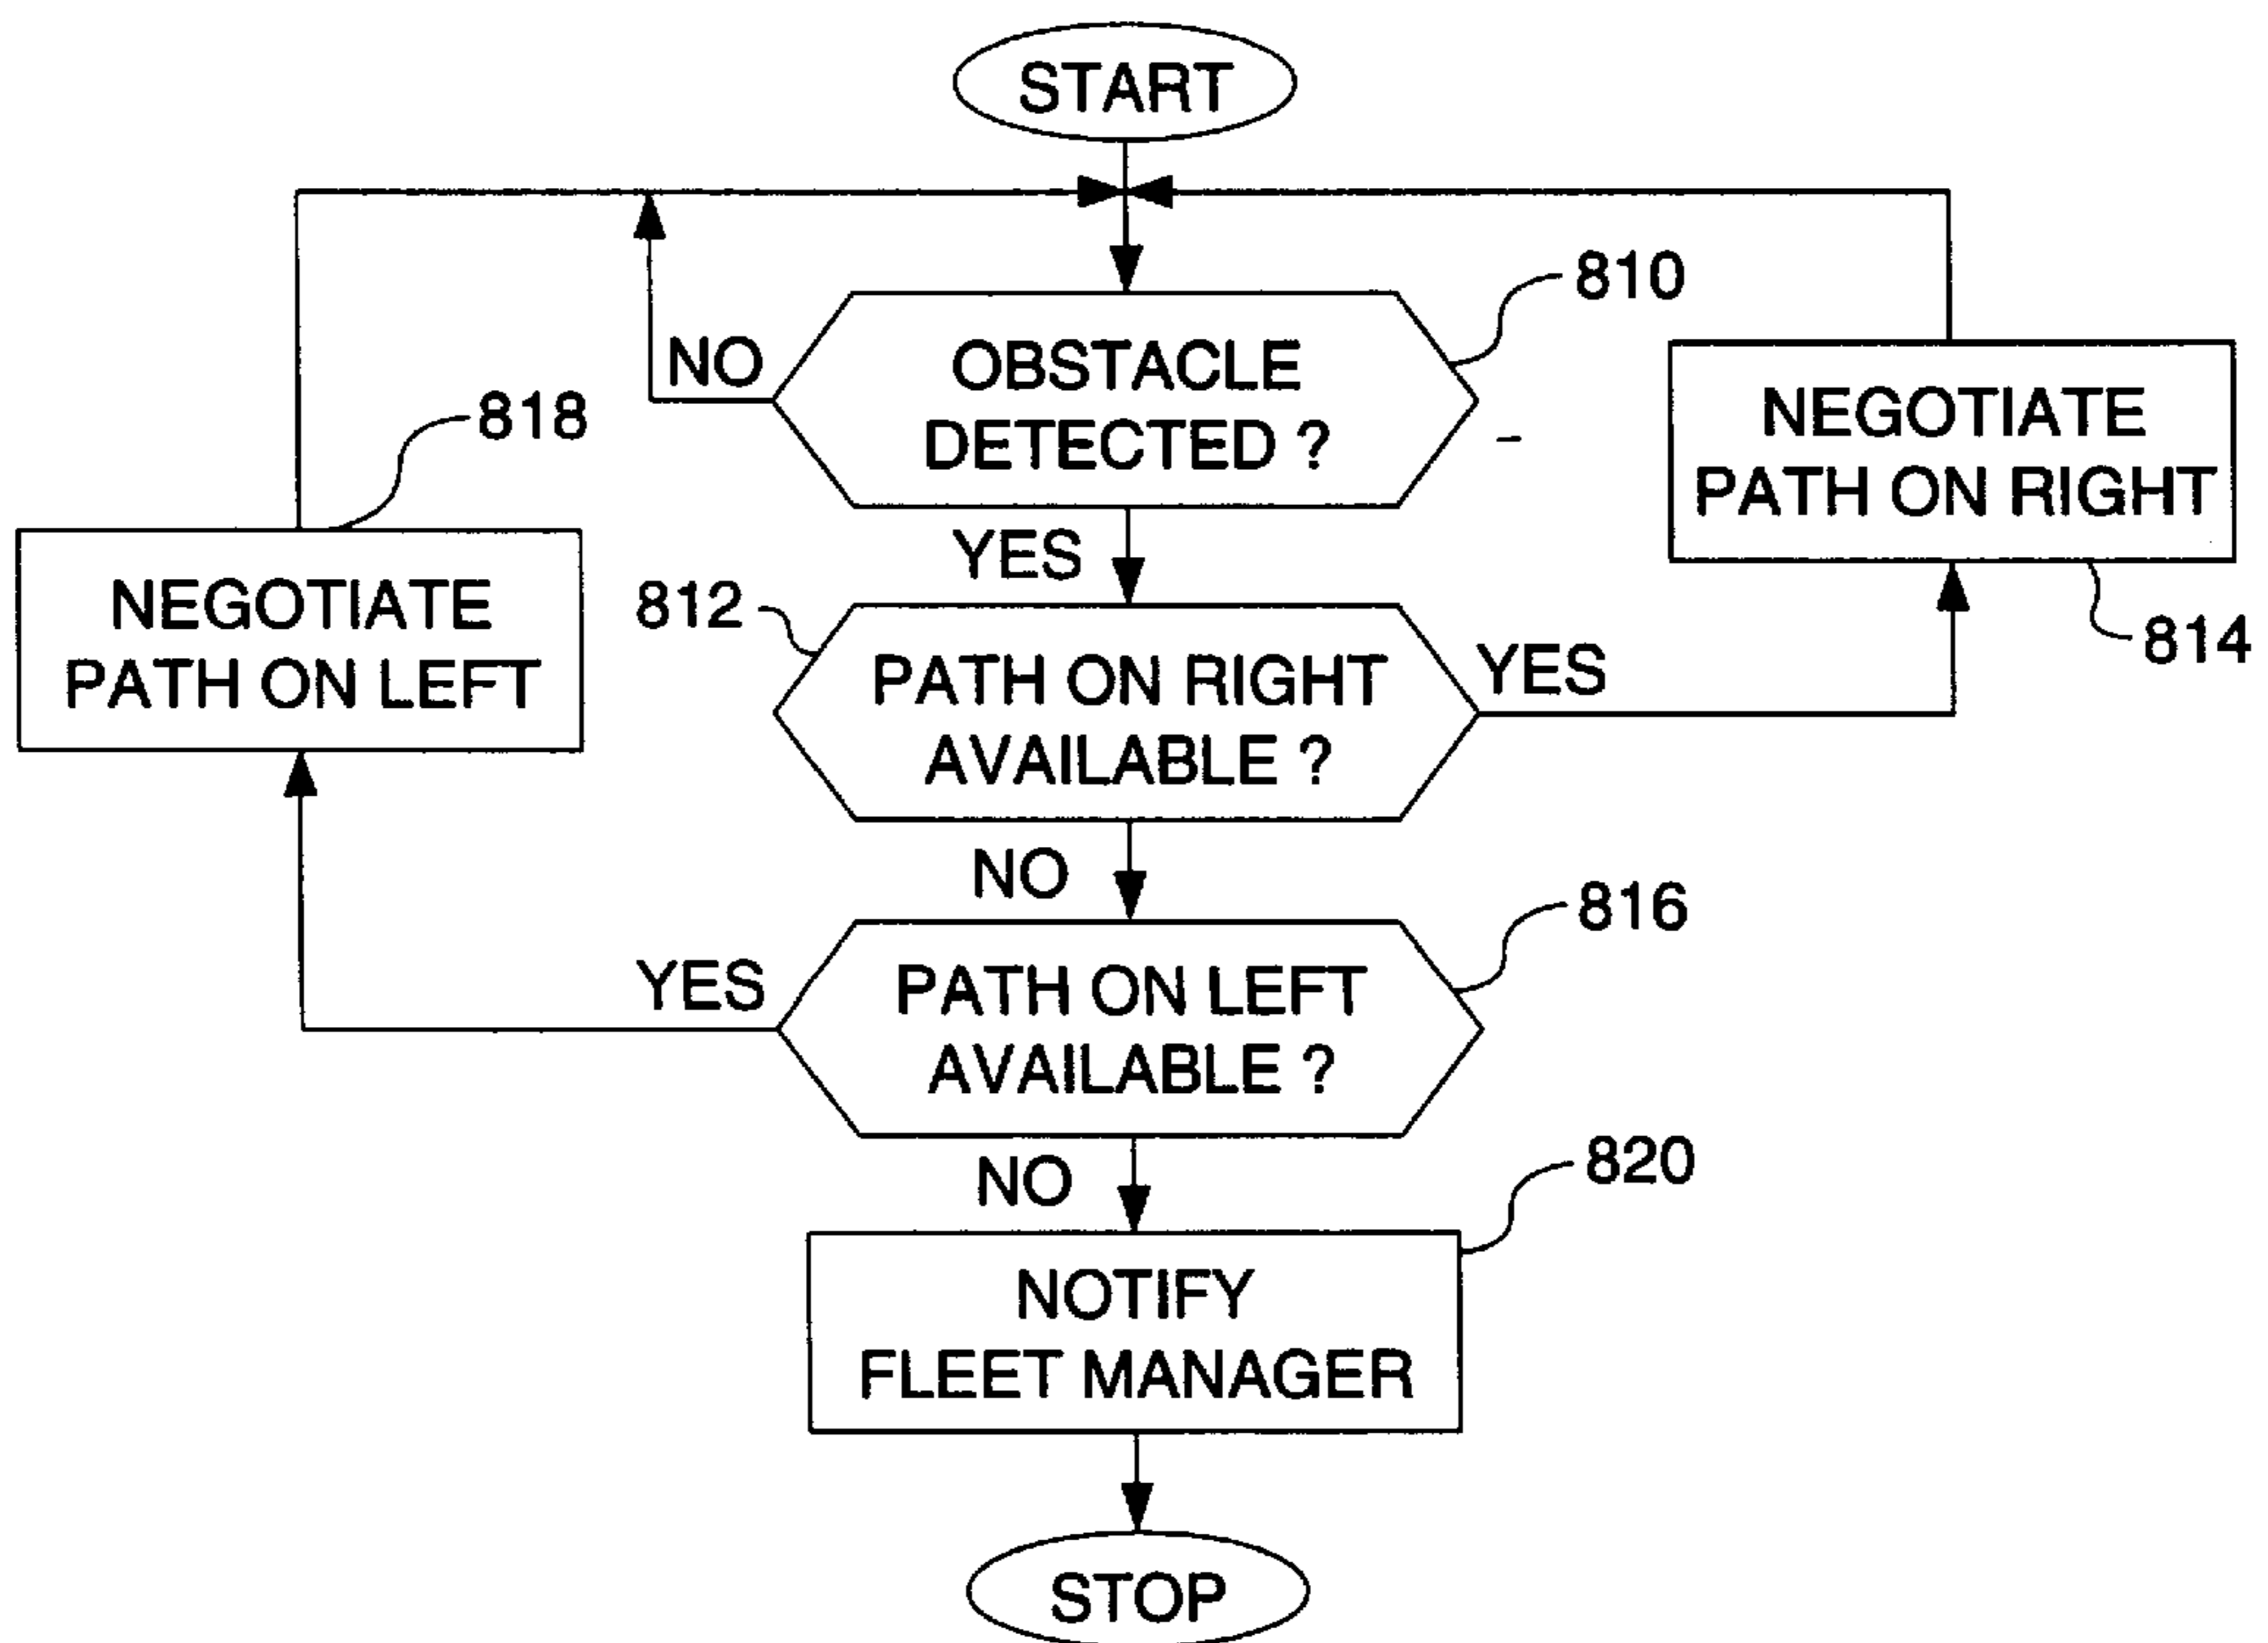 START
810
OBSTACLE
DETECTED ?
NO
YES
NEGOTIATE
PATH ON RIGHT
814
818
NEGOTIATE
PATH ON LEFT
812
PATH ON RIGHT
AVAILABLE ?
YES
NO
816
PATH ON LEFT
AVAILABLE ?
YES
NO
820
NOTIFY
FLEET MANAGER
STOP